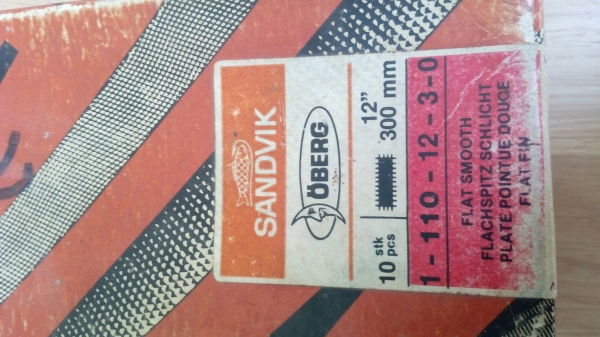 SANDVIK
ÖBERG
10 stk
pcs
12"
300 mm
1-110-12-3-0
FLAT SMOOTH
FLACHSPITZ SCHLICHT
PLATE POINTUE DOUCE
FLAT FIN